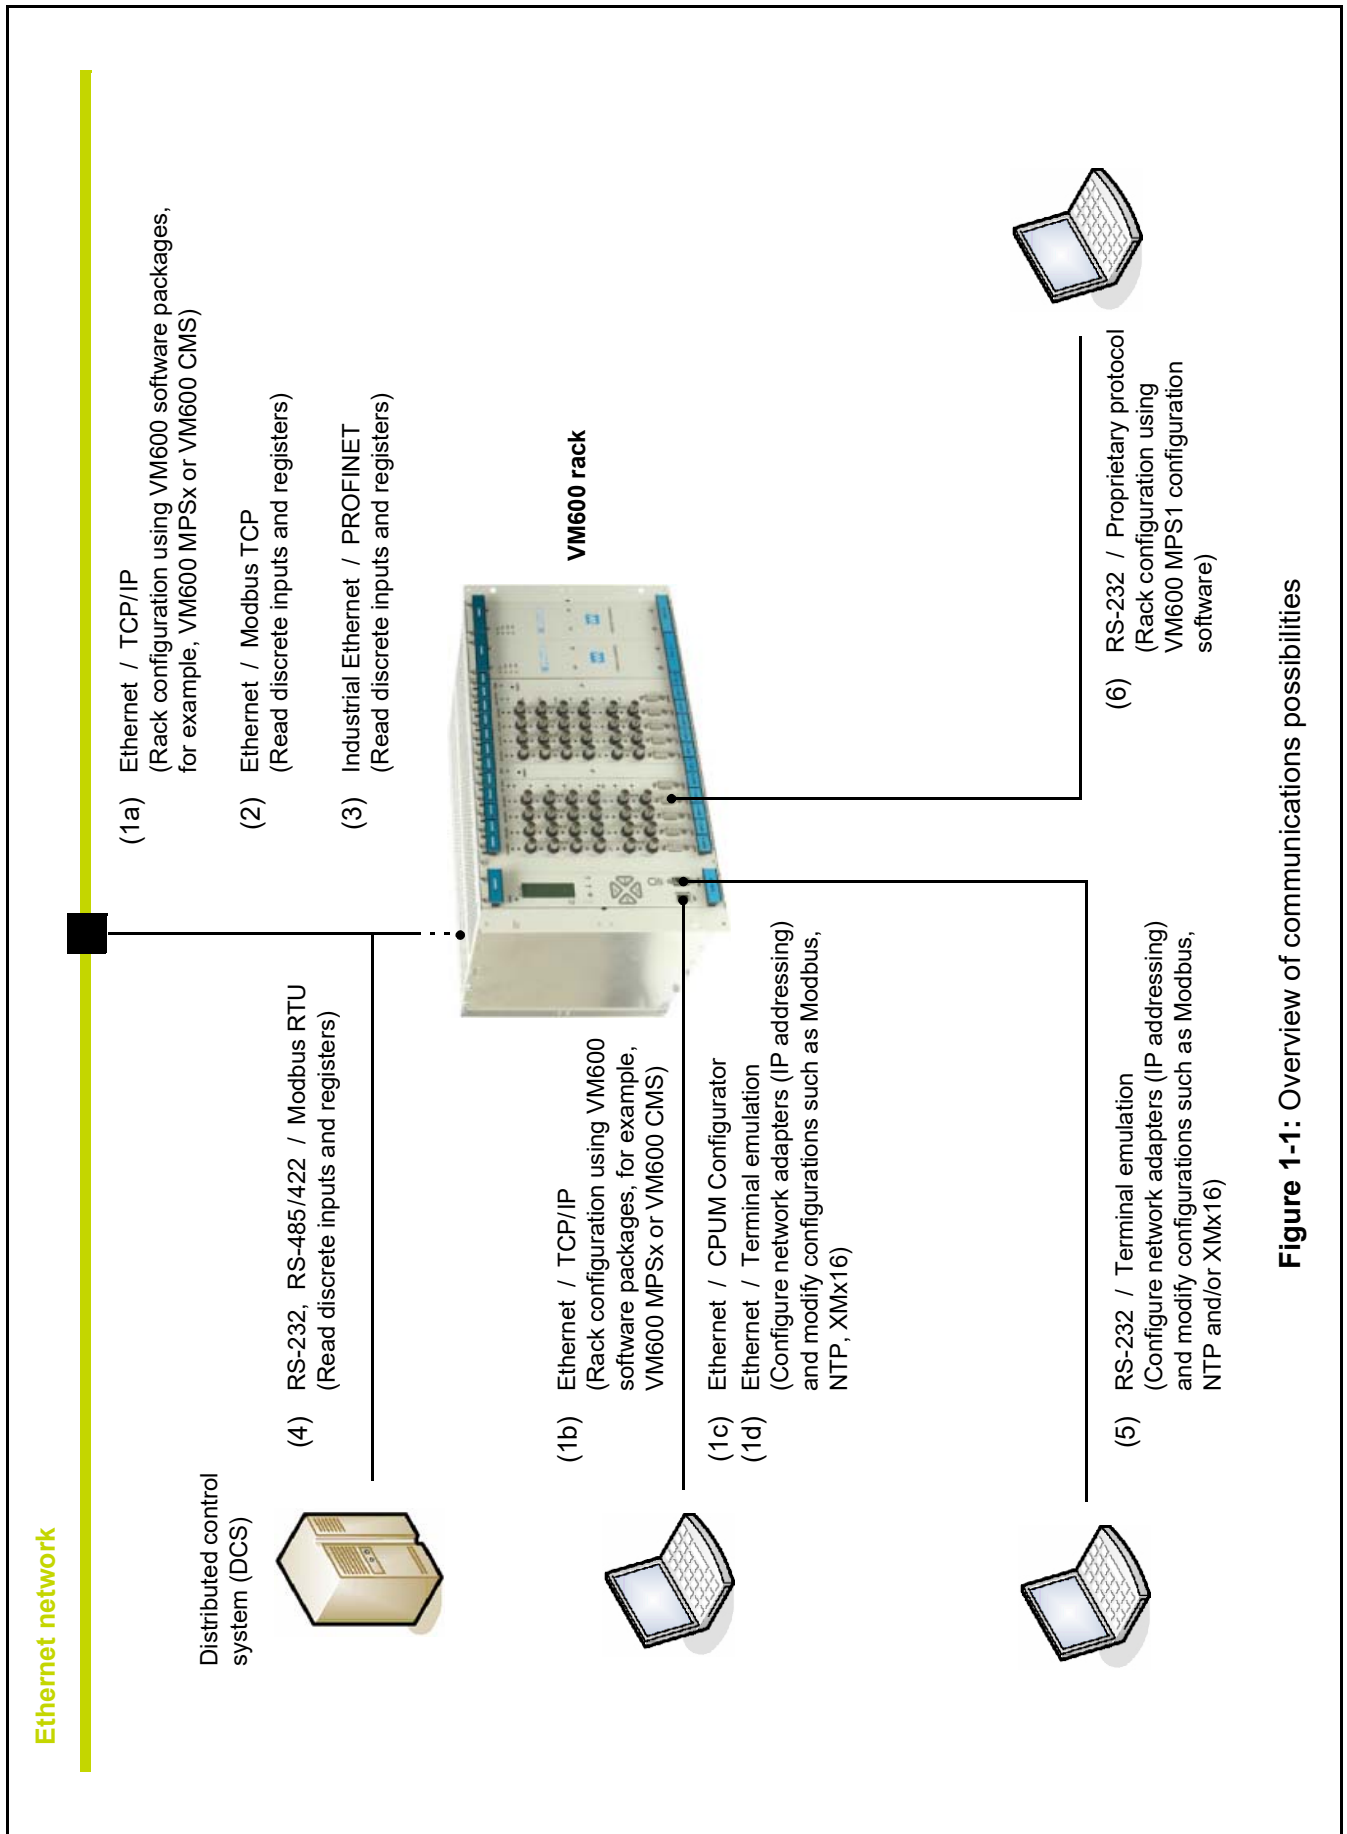 Ethernet network
(1a) Ethernet / TCP/IP
(Rack configuration using VM600 software packages,
for example, VM600 MPSx or VM600 CMS)
(2) Ethernet / Modbus TCP
(Read discrete inputs and registers)
(3) Industrial Ethernet / PROFINET
(Read discrete inputs and registers)
Distributed control
system (DCS)
(4) RS-232, RS-485/422 / Modbus RTU
(Read discrete inputs and registers)
VM600 rack
(1b) Ethernet / TCP/IP
(Rack configuration using VM600
software packages, for example,
VM600 MPSx or VM600 CMS)
(1c) Ethernet / CPUM Configurator
(1d) Ethernet / Terminal emulation
(Configure network adapters (IP addressing)
and modify configurations such as Modbus,
NTP, XMx16)
(5) RS-232 / Terminal emulation
(Configure network adapters (IP addressing)
and modify configurations such as Modbus,
NTP and/or XMx16)
(6) RS-232 / Proprietary protocol
(Rack configuration using
VM600 MPS1 configuration
software)
Figure 1-1: Overview of communications possibilities